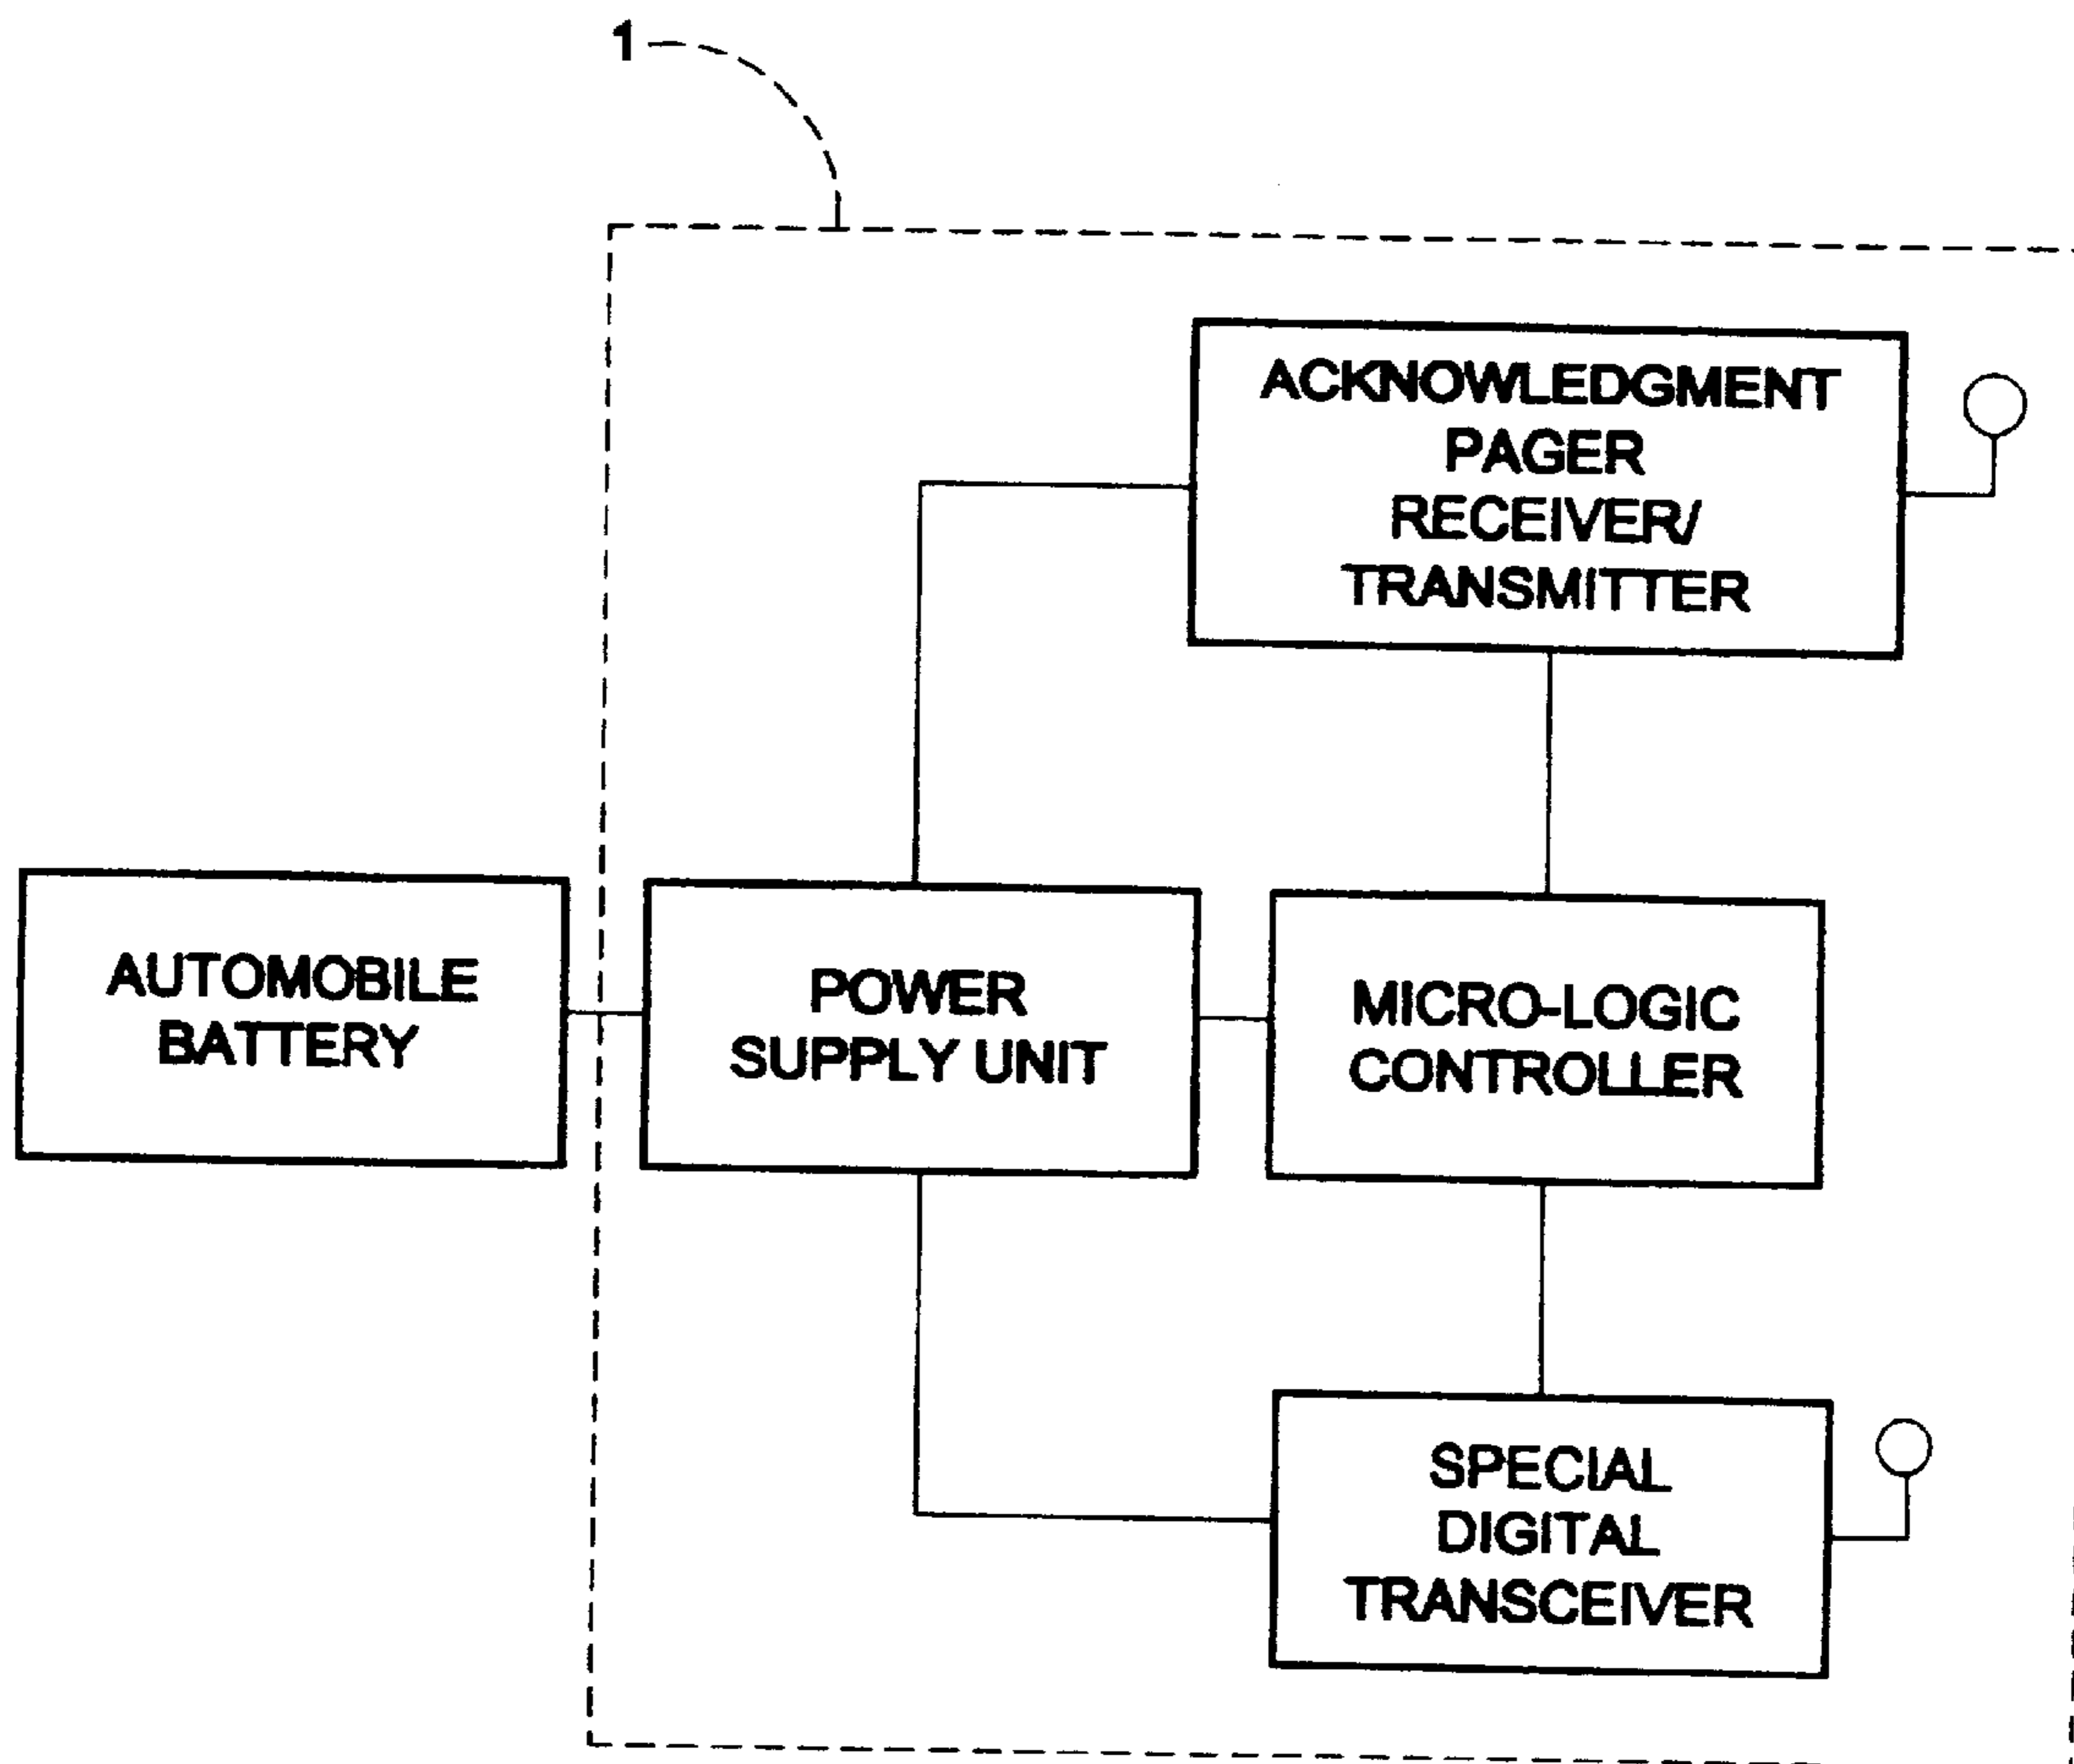 1
ACKNOWLEDGMENT
PAGER
RECEIVER/
TRANSMITTER
AUTOMOBILE
BATTERY
POWER
SUPPLY UNIT
MICRO-LOGIC
CONTROLLER
SPECIAL
DIGITAL
TRANSCEIVER